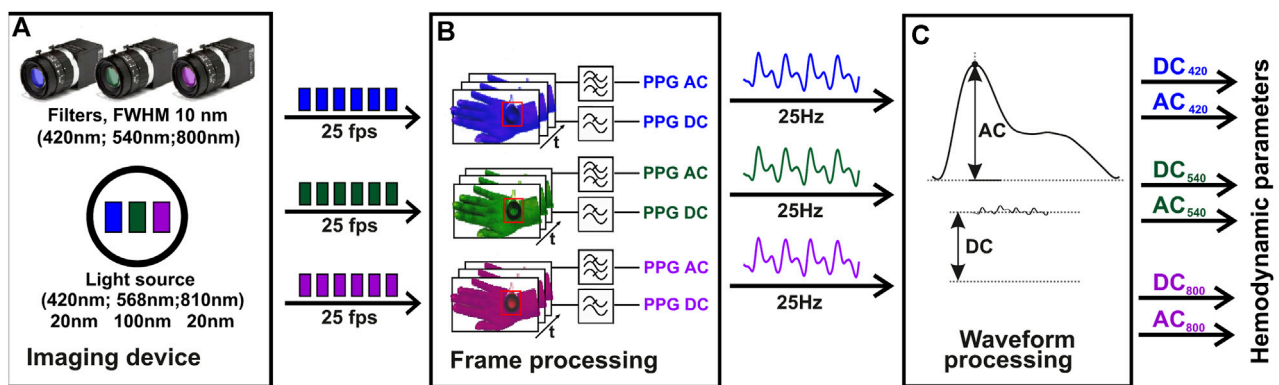 A
Filters, FWHM 10 nm
(420nm; 540nm;800nm)
Light source
(420nm; 568nm;810nm)
20nm 100nm 20nm
Imaging device
25 fps
25 fps
25 fps
B
PPG AC
PPG DC
t
PPG AC
PPG DC
t
PPG AC
PPG DC
t
Frame processing
25Hz
25Hz
25Hz
C
AC
DC
Waveform
processing
DC420
AC420
DC540
AC540
DC800
AC800
Hemodynamic parameters